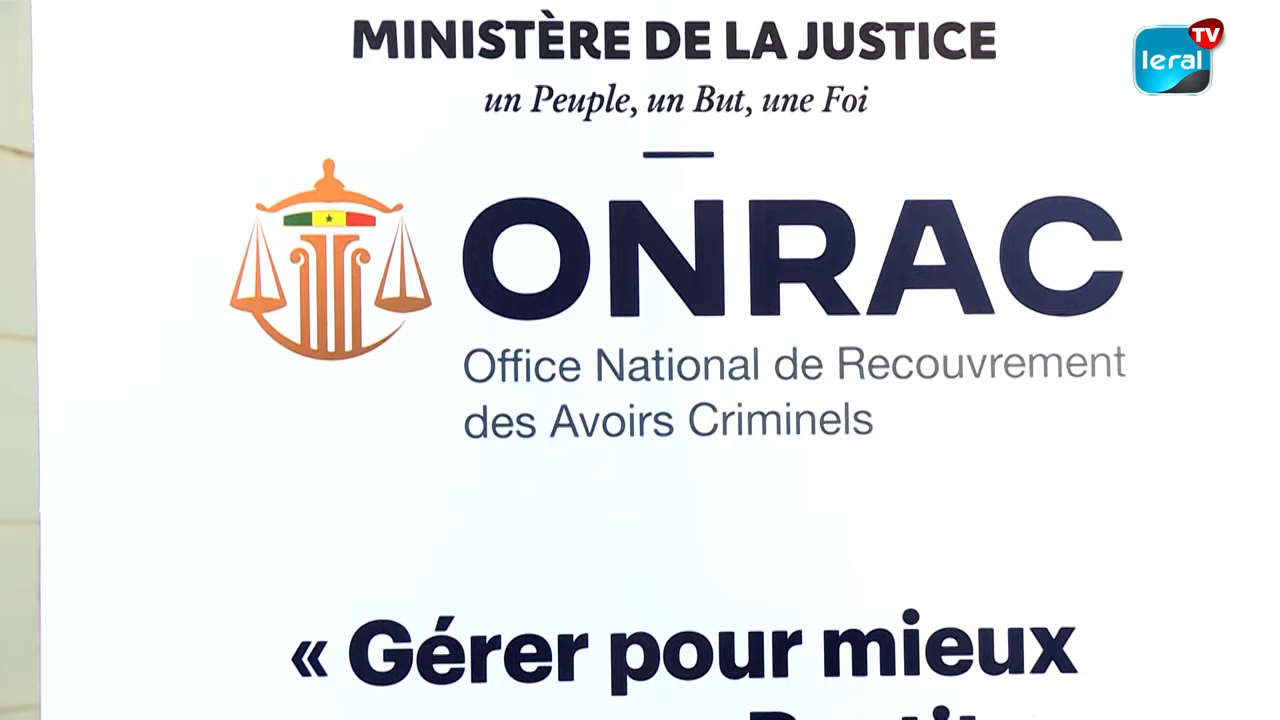 MINISTÈRE DE LA JUSTICE
un Peuple, un But, une Foi
ONRAC
Office National de Recouvrement
des Avoirs Criminels
« Gérer pour mieux
leral TV